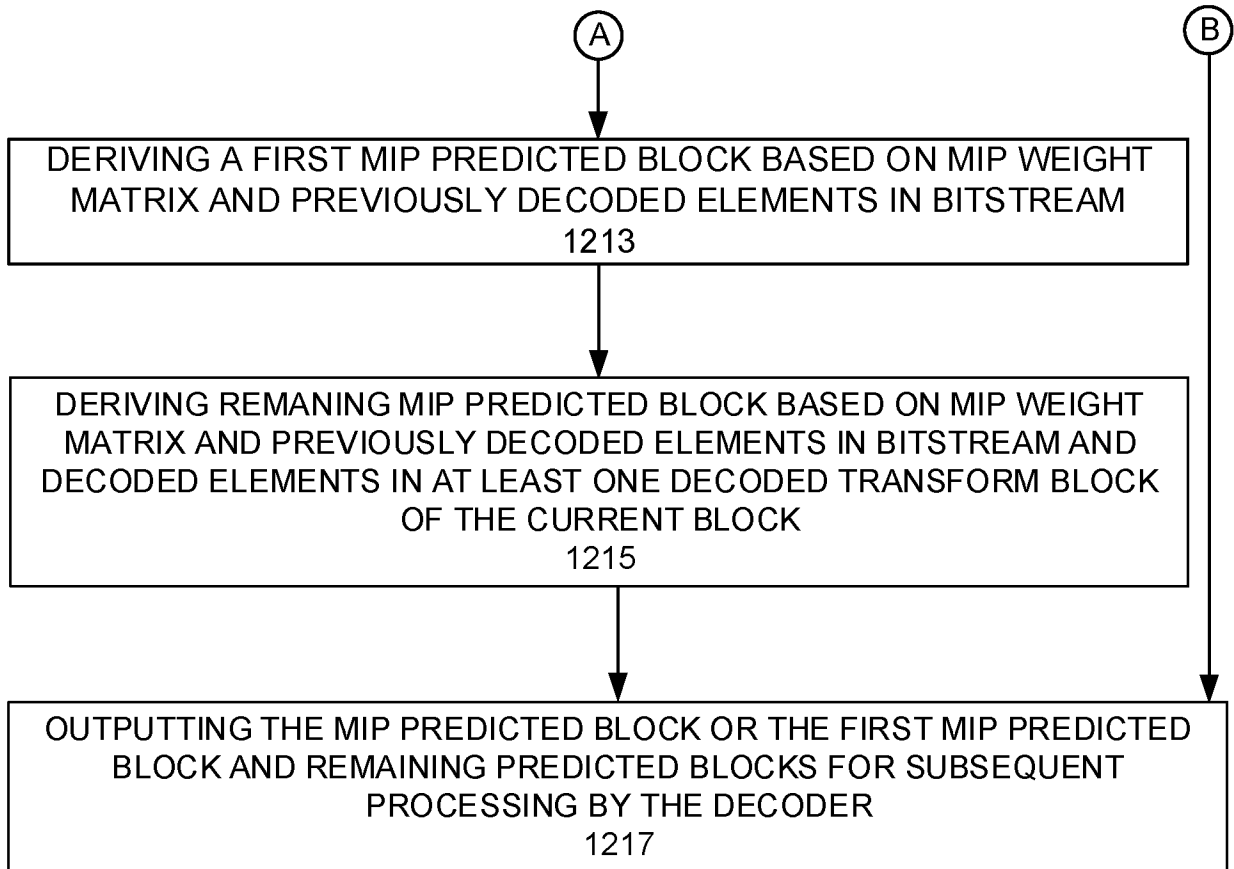 A
B
DERIVING A FIRST MIP PREDICTED BLOCK BASED ON MIP WEIGHT
MATRIX AND PREVIOUSLY DECODED ELEMENTS IN BITSTREAM
1213
DERIVING REMANING MIP PREDICTED BLOCK BASED ON MIP WEIGHT
MATRIX AND PREVIOUSLY DECODED ELEMENTS IN BITSTREAM AND
DECODED ELEMENTS IN AT LEAST ONE DECODED TRANSFORM BLOCK
OF THE CURRENT BLOCK
1215
OUTPUTTING THE MIP PREDICTED BLOCK OR THE FIRST MIP PREDICTED
BLOCK AND REMAINING PREDICTED BLOCKS FOR SUBSEQUENT
PROCESSING BY THE DECODER
1217